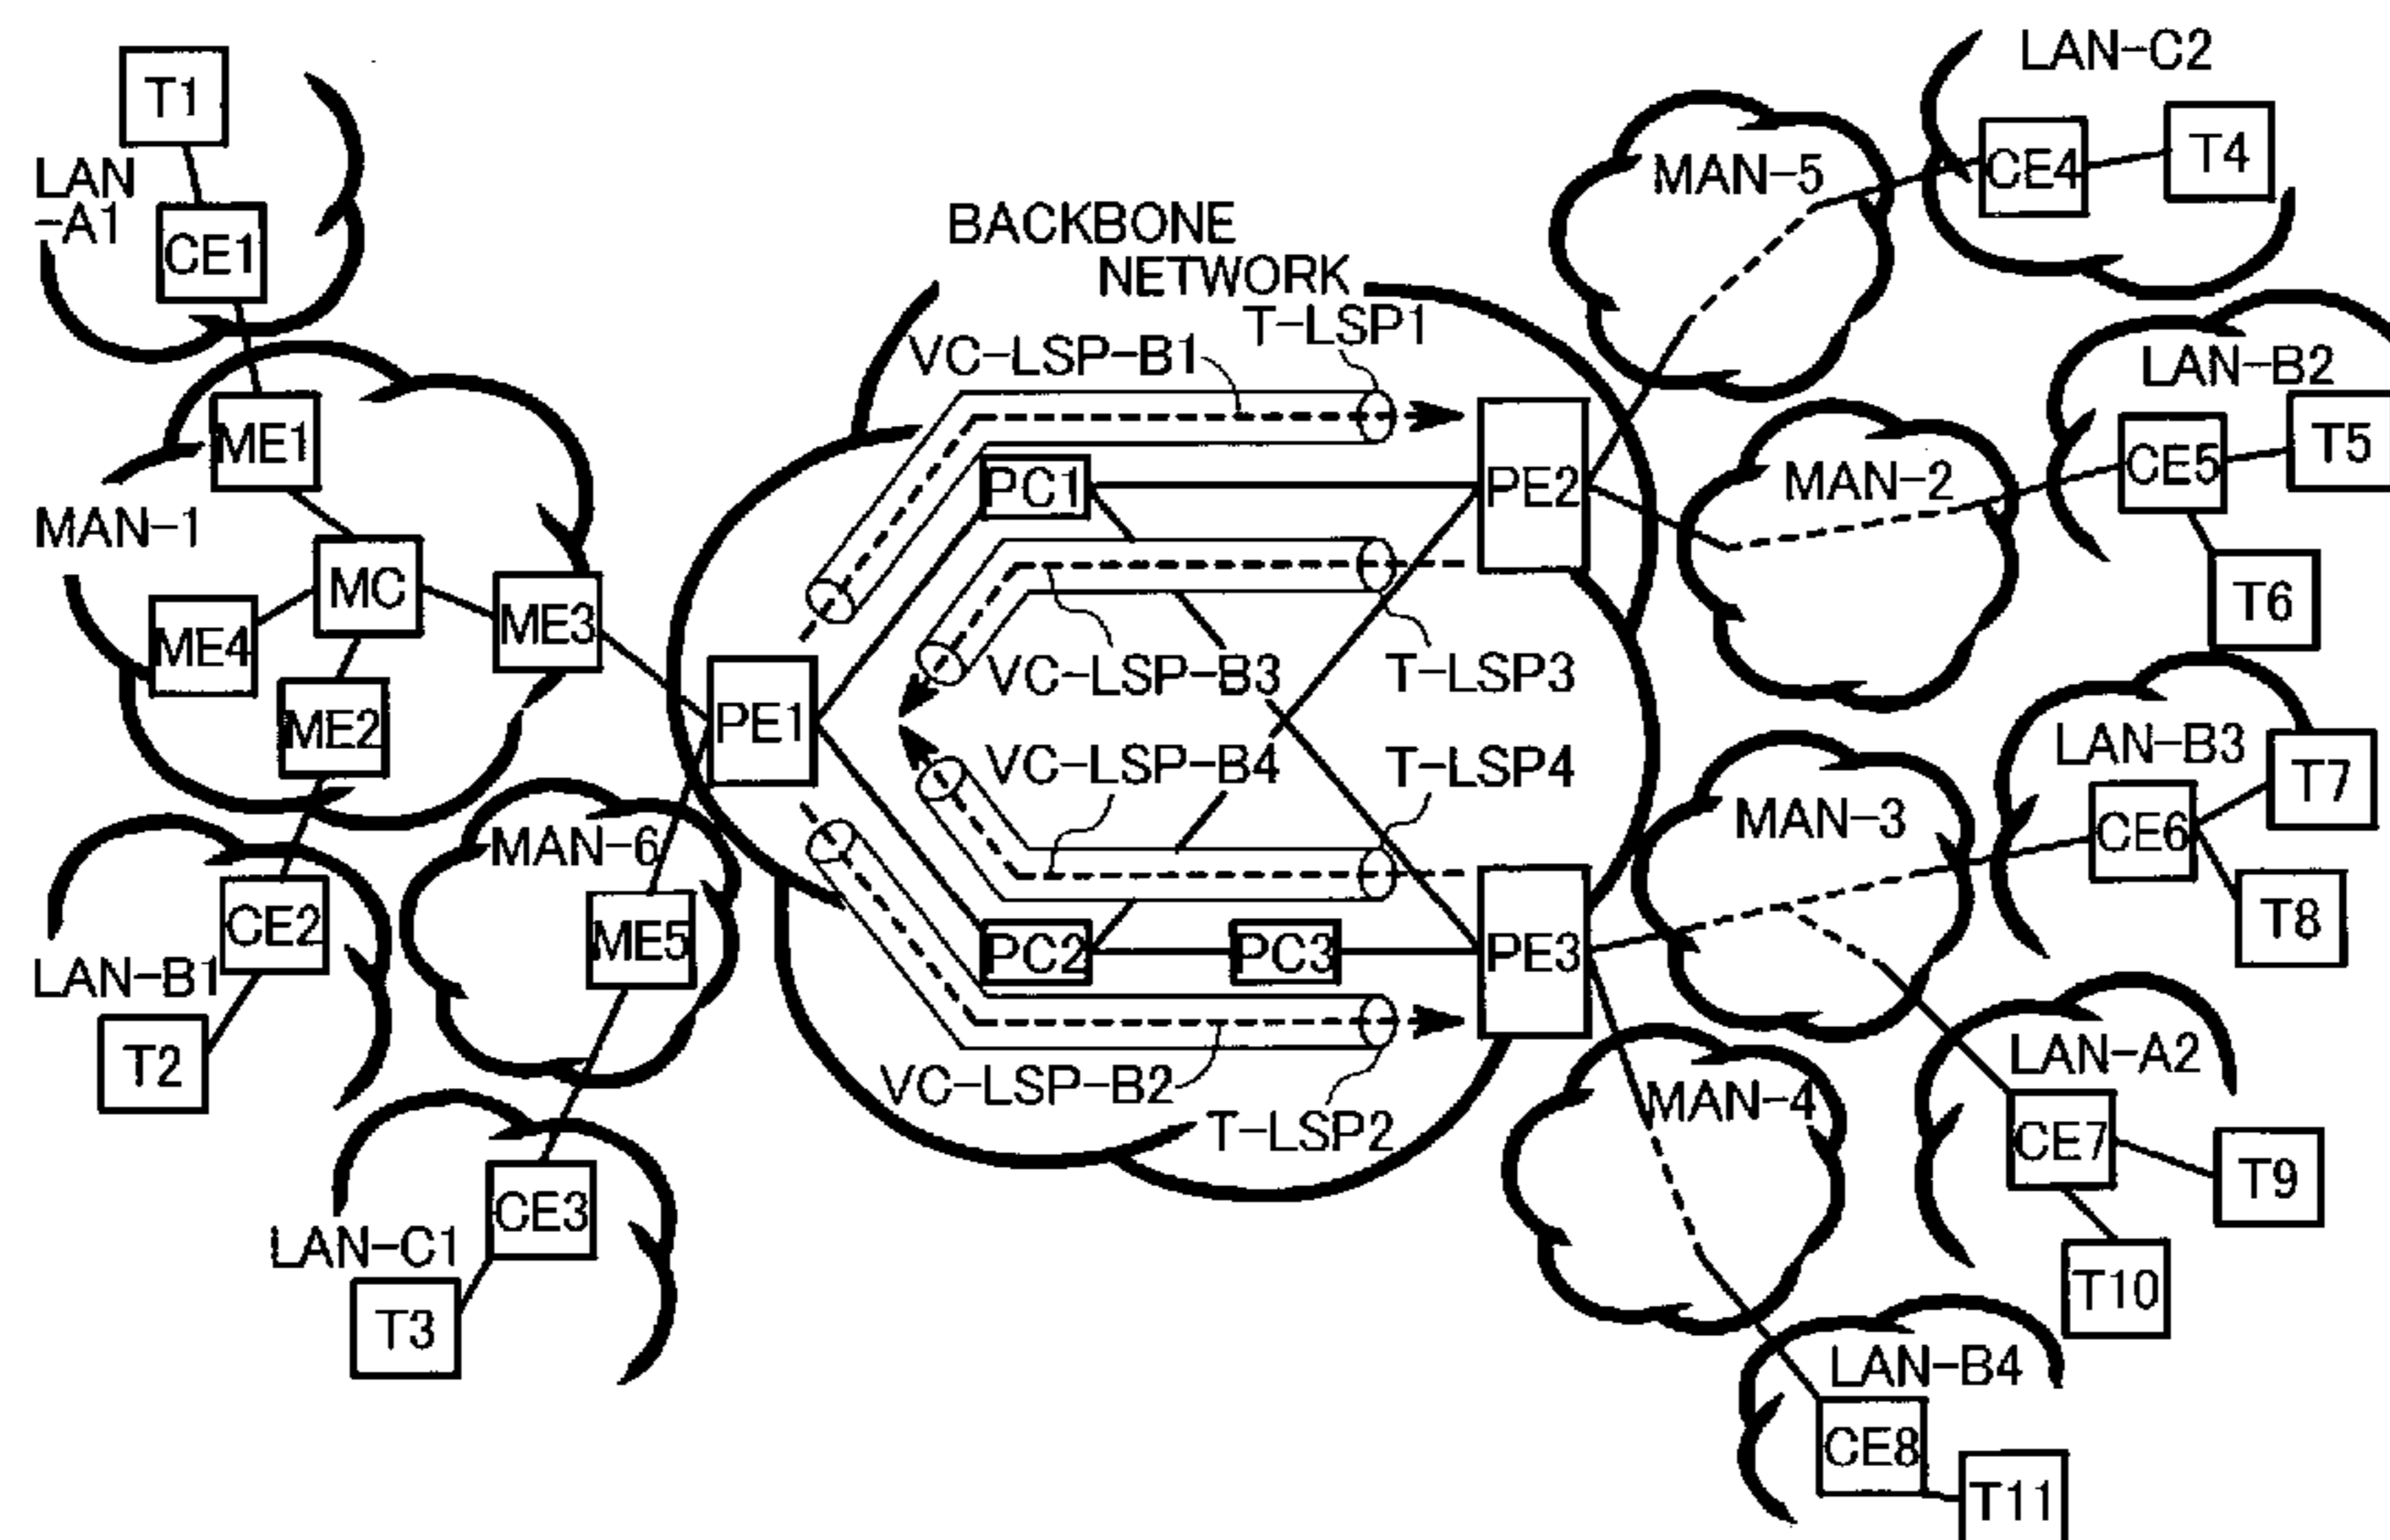 T1
LAN
-A1
CE1
ME1
MAN-1
MC
ME4
ME3
ME2
CE2
LAN-B1
T2
MAN-6
ME5
CE3
LAN-C1
T3
BACKBONE
NETWORK
VC-LSP-B1
T-LSP1
PC1
PE2
PE1
VC-LSP-B3
T-LSP3
VC-LSP-B4
T-LSP4
PC2
PC3
PE3
VC-LSP-B2
T-LSP2
LAN-C2
MAN-5
CE4
T4
LAN-B2
MAN-2
CE5
T5
T6
LAN-B3
MAN-3
CE6
T7
T8
LAN-A2
MAN-4
CE7
T9
T10
LAN-B4
CE8
T11